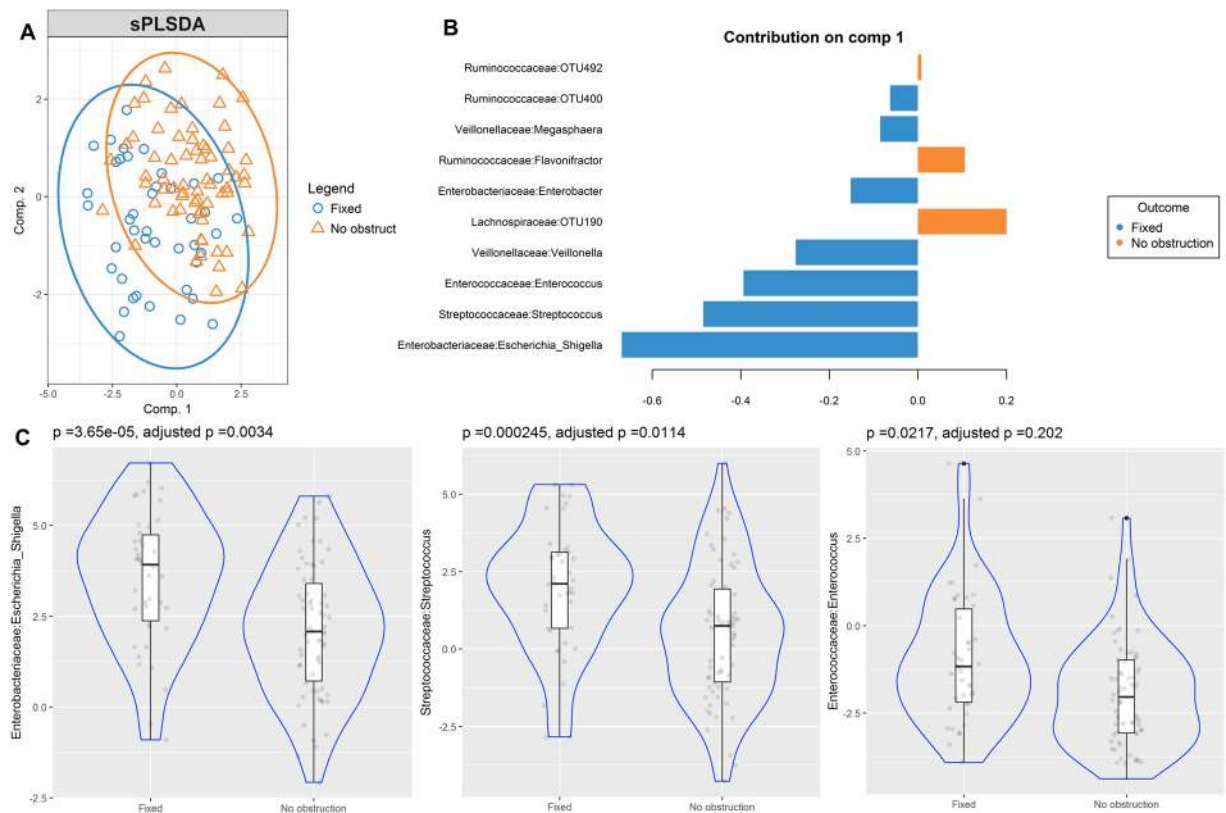 A
sPLSDA
2
0
-2
Comp. 2
-5.0 -2.5 0.0 2.5
Comp. 1
Legend
Fixed
No obstruct
B
Contribution on comp 1
Ruminococcaceae:OTU492
Ruminococcaceae:OTU400
Veillonellaceae:Megasphaera
Ruminococcaceae:Flavonifractor
Enterobacteriaceae:Enterobacter
Lachnospiraceae:OTU190
Veillonellaceae:Veillonella
Enterococcaceae:Enterococcus
Streptococcaceae:Streptococcus
Enterobacteriaceae:Escherichia_Shigella
-0.6 -0.4 -0.2 0.0 0.2
Outcome
Fixed
No obstruction
C
p =3.65e-05, adjusted p =0.0034
Enterobacteriaceae:Escherichia_Shigella
5.0
2.5
0.0
-2.5
Fixed No obstruction
p =0.000245, adjusted p =0.0114
Streptococcaceae:Streptococcus
5.0
2.5
0.0
-2.5
Fixed No obstruction
p =0.0217, adjusted p =0.202
Enterococcaceae:Enterococcus
5.0
2.5
0.0
-2.5
Fixed No obstruction